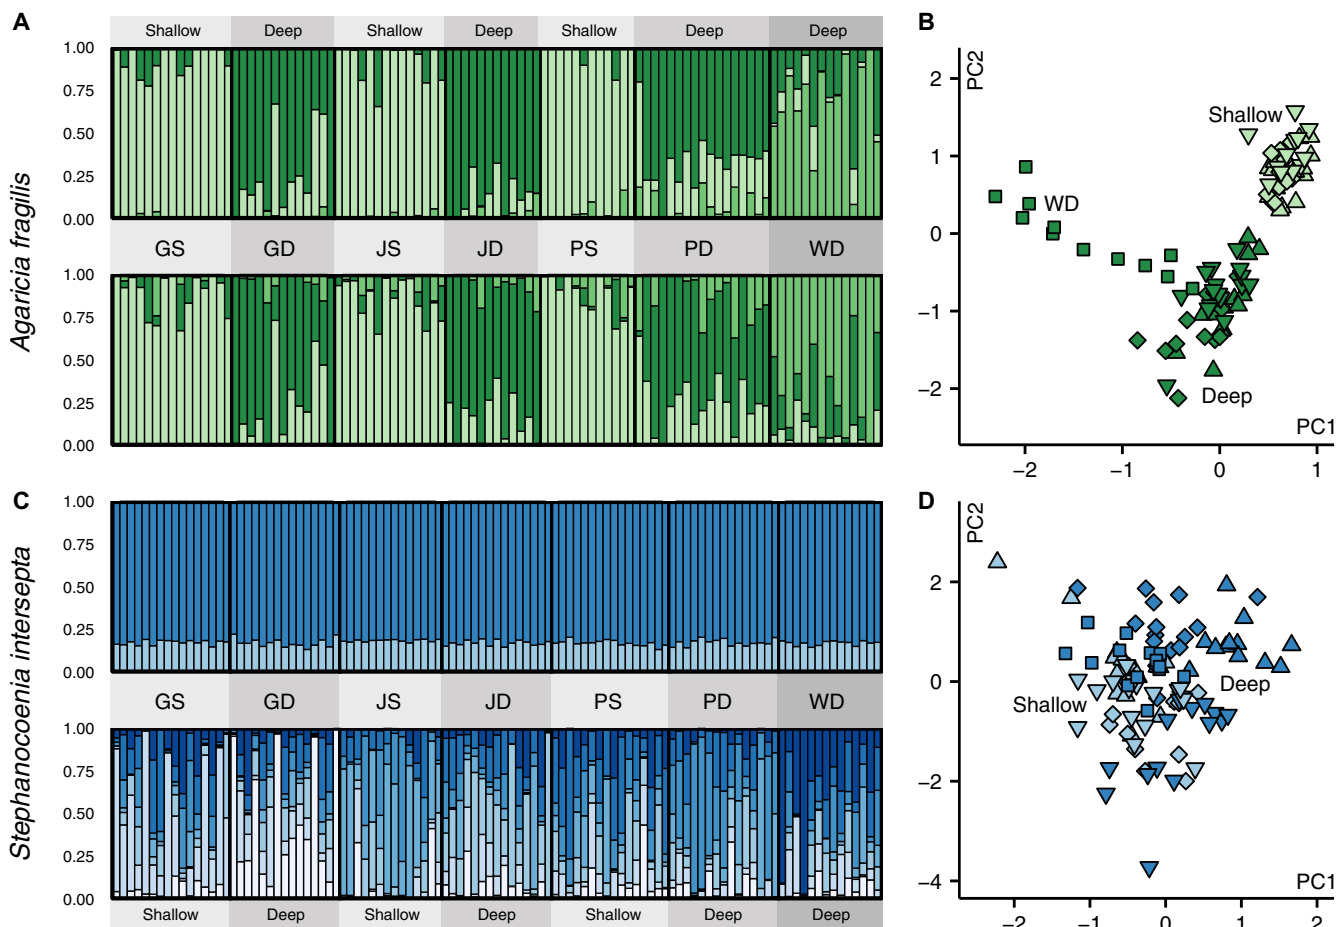 A
Shallow Deep Shallow Deep Shallow Deep Deep
1.00
0.75
0.50
0.25
0.00
GS GD JS JD PS PD WD
1.00
0.75
0.50
0.25
0.00
Agaricia fragilis
B
PC2
2
1
0
−1
−2
Shallow
WD
Deep
PC1
−2 −1 0 1
C
1.00
0.75
0.50
0.25
0.00
GS GD JS JD PS PD WD
1.00
0.75
0.50
0.25
0.00
Shallow Deep Shallow Deep Shallow Deep Deep
Stephanocoenia intersepta
D
PC2
2
0
−2
−4
Shallow
Deep
PC1
−2 −1 0 1 2